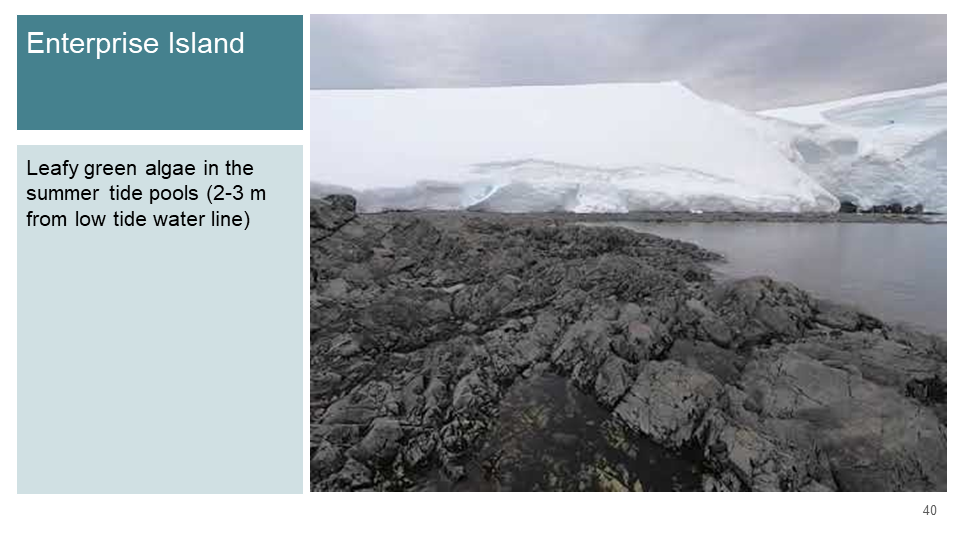 Enterprise Island
Leafy green algae in the
summer tide pools (2-3 m
from low tide water line)
40